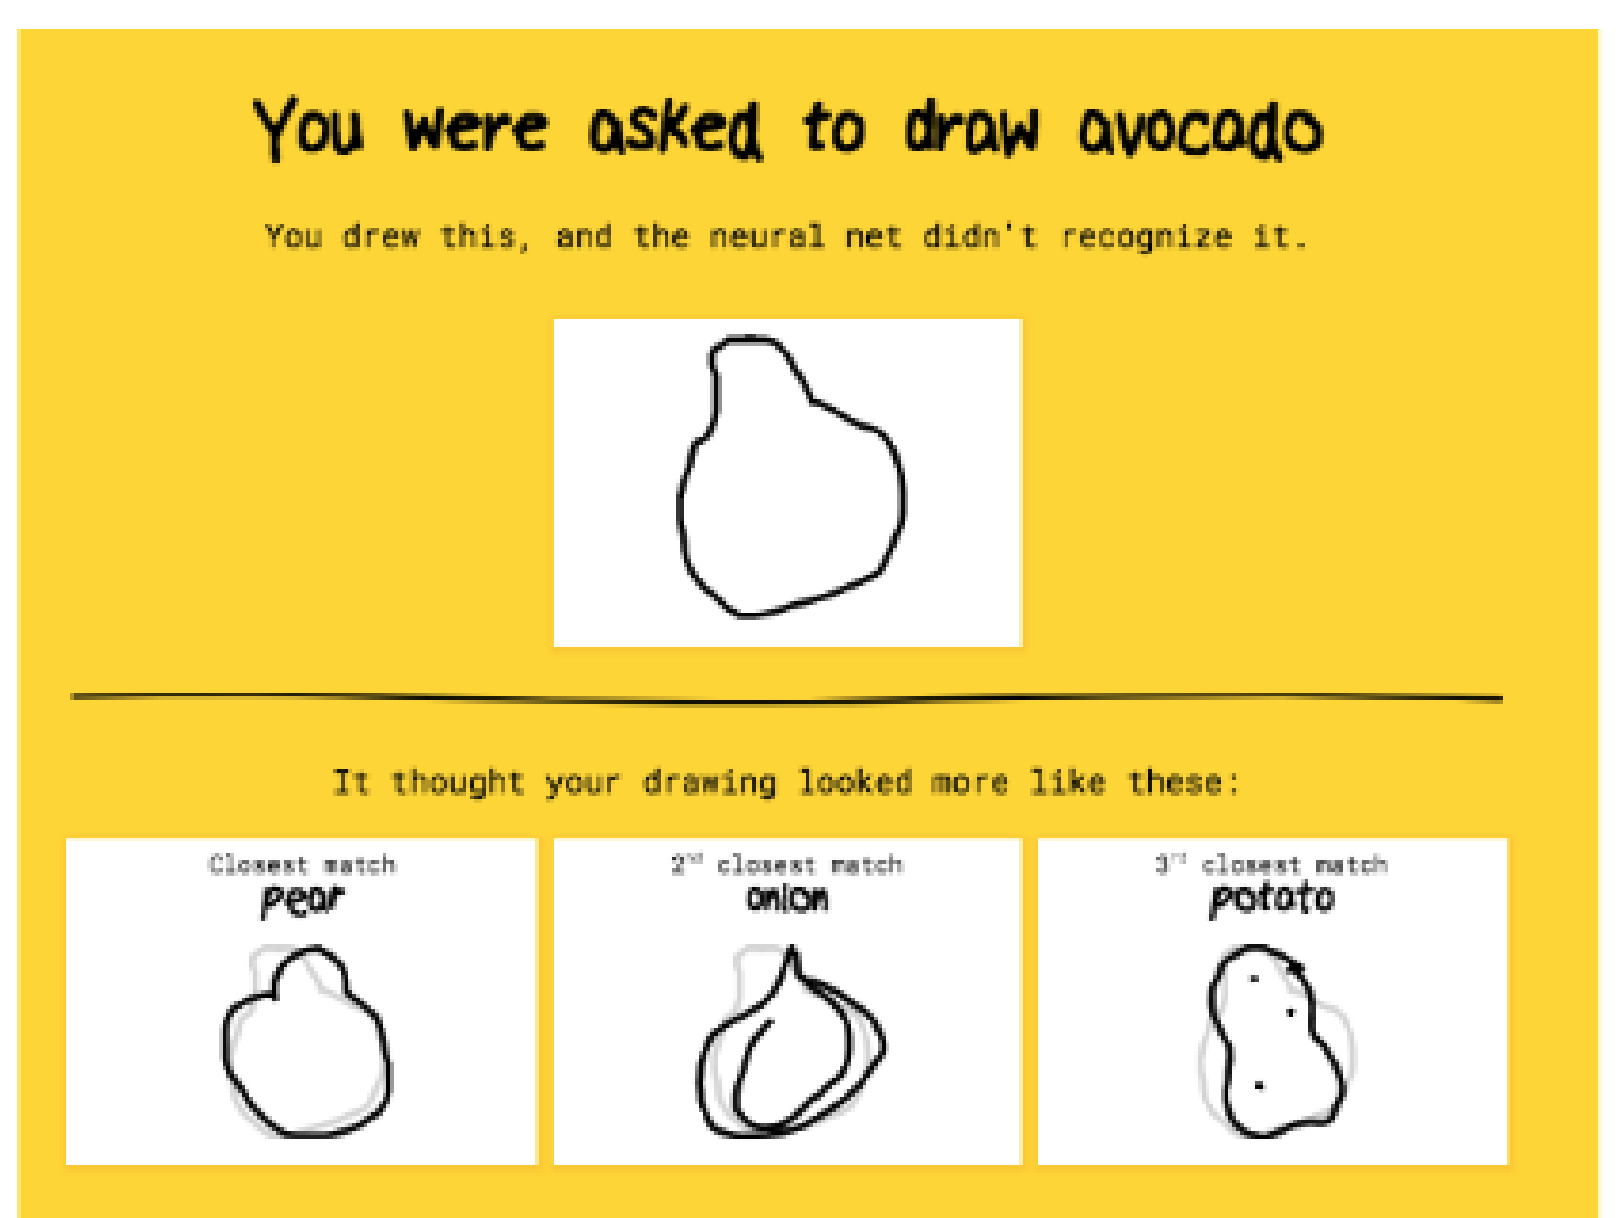 You were asked to draw avocado
You drew this, and the neural net didn't recognize it.
It thought your drawing looked more like these:
Closest match
pear
2nd closest match
onion
3rd closest match
potato